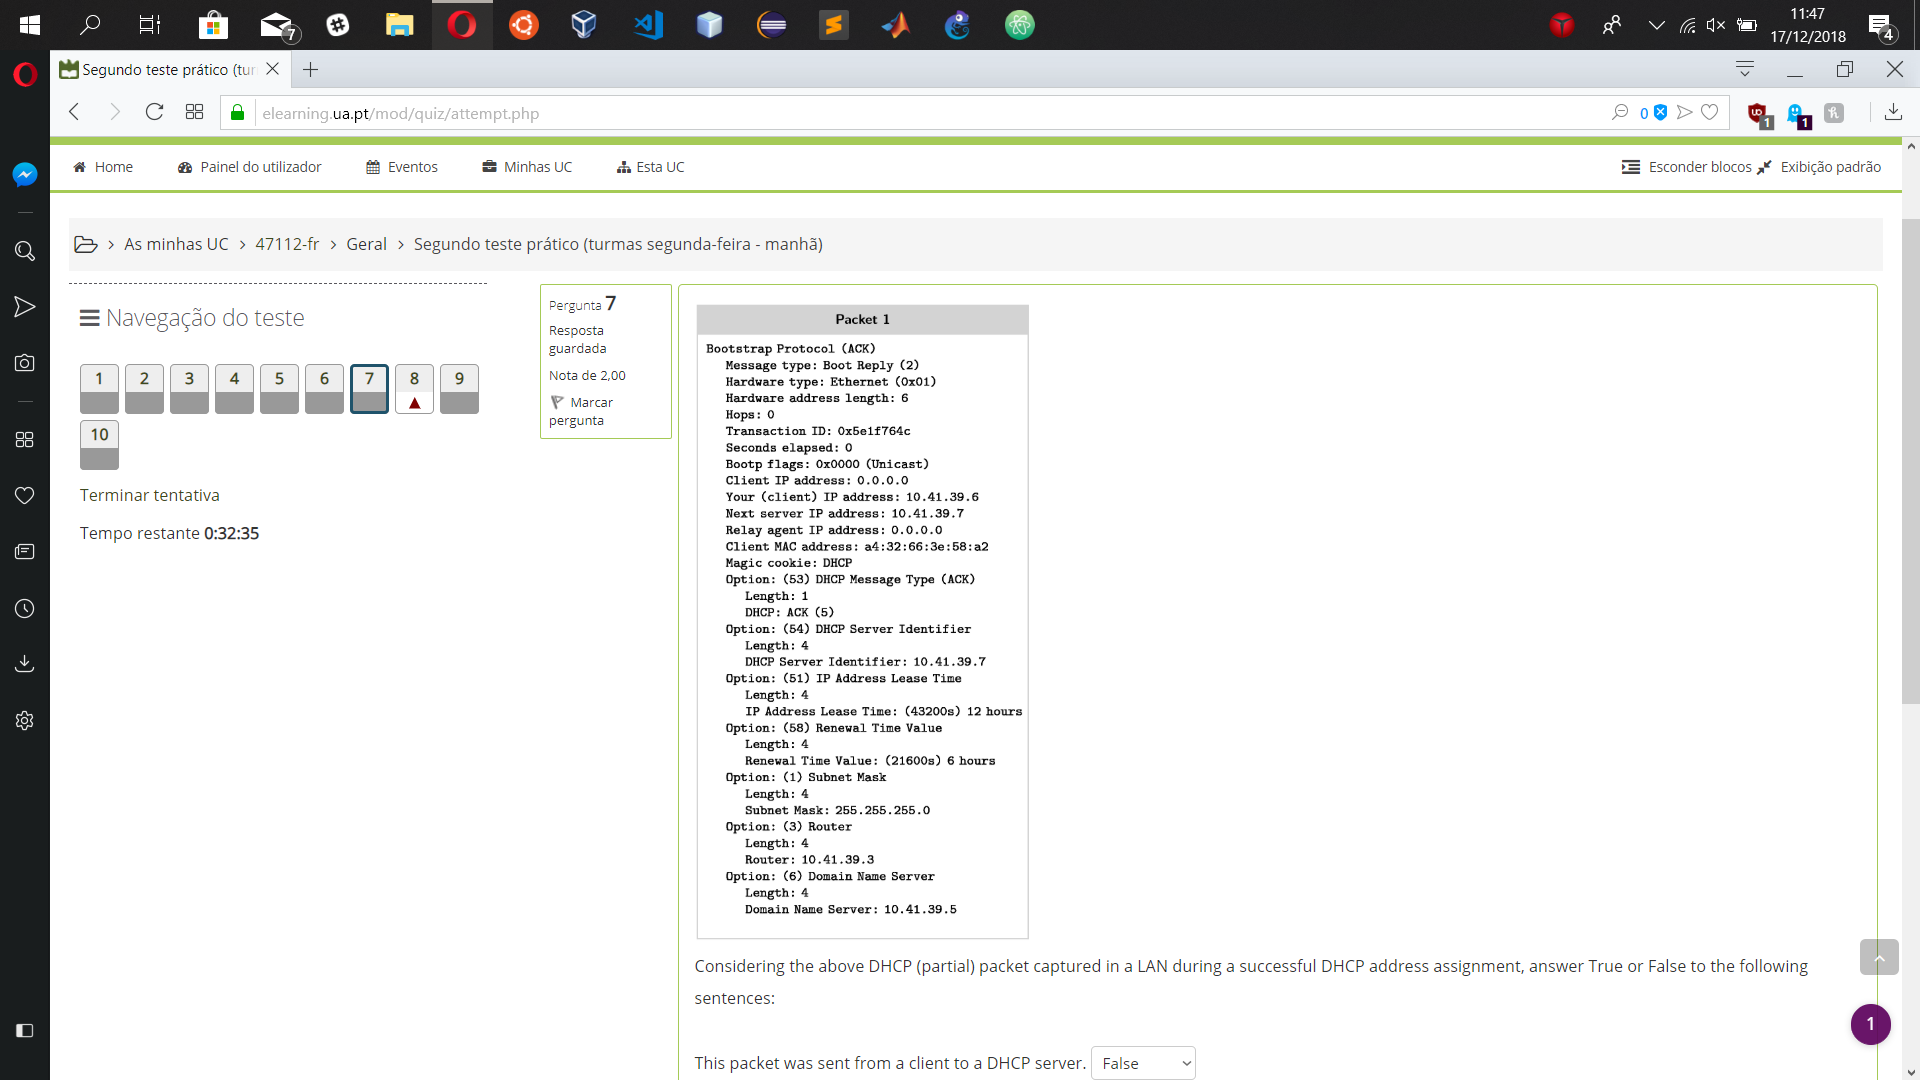 7
11:47
17/12/2018
4
Segundo teste prático (tur
elearning.ua.pt/mod/quiz/attempt.php
0
1
1
Home
Painel do utilizador
Eventos
Minhas UC
Esta UC
Esconder blocos
Exibição padrão
As minhas UC > 47112-fr > Geral > Segundo teste prático (turmas segunda-feira - manhã)
Navegação do teste
1 2 3 4 5 6 7 8 9
10
Terminar tentativa
Tempo restante 0:32:35
Pergunta 7
Resposta
guardada
Nota de 2,00
Marcar
pergunta
Packet 1
Bootstrap Protocol (ACK)
Message type: Boot Reply (2)
Hardware type: Ethernet (0x01)
Hardware address length: 6
Hops: 0
Transaction ID: 0x5e1f764c
Seconds elapsed: 0
Bootp flags: 0x0000 (Unicast)
Client IP address: 0.0.0.0
Your (client) IP address: 10.41.39.6
Next server IP address: 10.41.39.7
Relay agent IP address: 0.0.0.0
Client MAC address: a4:32:66:3e:58:a2
Magic cookie: DHCP
Option: (53) DHCP Message Type (ACK)
Length: 1
DHCP: ACK (5)
Option: (54) DHCP Server Identifier
Length: 4
DHCP Server Identifier: 10.41.39.7
Option: (51) IP Address Lease Time
Length: 4
IP Address Lease Time: (43200s) 12 hours
Option: (58) Renewal Time Value
Length: 4
Renewal Time Value: (21600s) 6 hours
Option: (1) Subnet Mask
Length: 4
Subnet Mask: 255.255.255.0
Option: (3) Router
Length: 4
Router: 10.41.39.3
Option: (6) Domain Name Server
Length: 4
Domain Name Server: 10.41.39.5
Considering the above DHCP (partial) packet captured in a LAN during a successful DHCP address assignment, answer True or False to the following
sentences:
1
This packet was sent from a client to a DHCP server. False